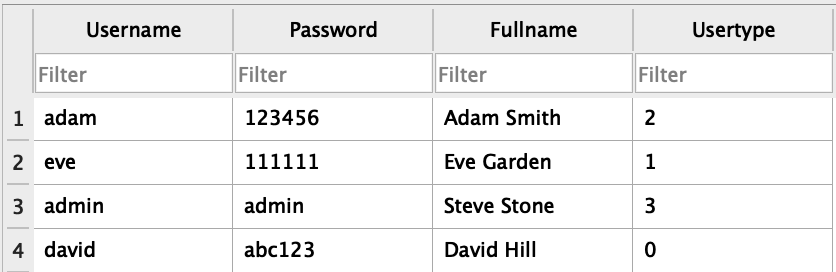 Username Password Fullname Usertype
Filter Filter Filter Filter
1 adam 123456 Adam Smith 2
2 eve 111111 Eve Garden 1
3 admin admin Steve Stone 3
4 david abc123 David Hill 0